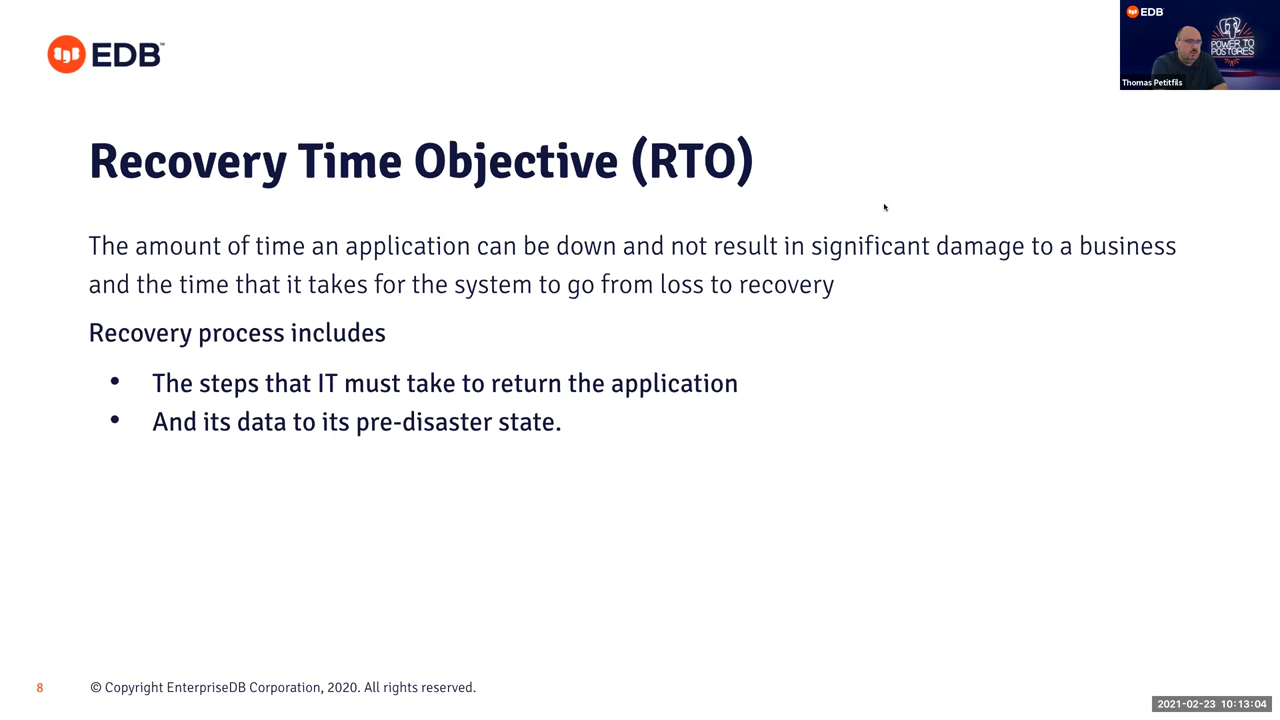 EDB™
EDB
POWER TO
POSTGRES
Thomas Petitfils
Recovery Time Objective (RTO)
The amount of time an application can be down and not result in significant damage to a business
and the time that it takes for the system to go from loss to recovery
Recovery process includes
• The steps that IT must take to return the application
• And its data to its pre-disaster state.
8
© Copyright EnterpriseDB Corporation, 2020. All rights reserved.
2021-02-23 10:13:04